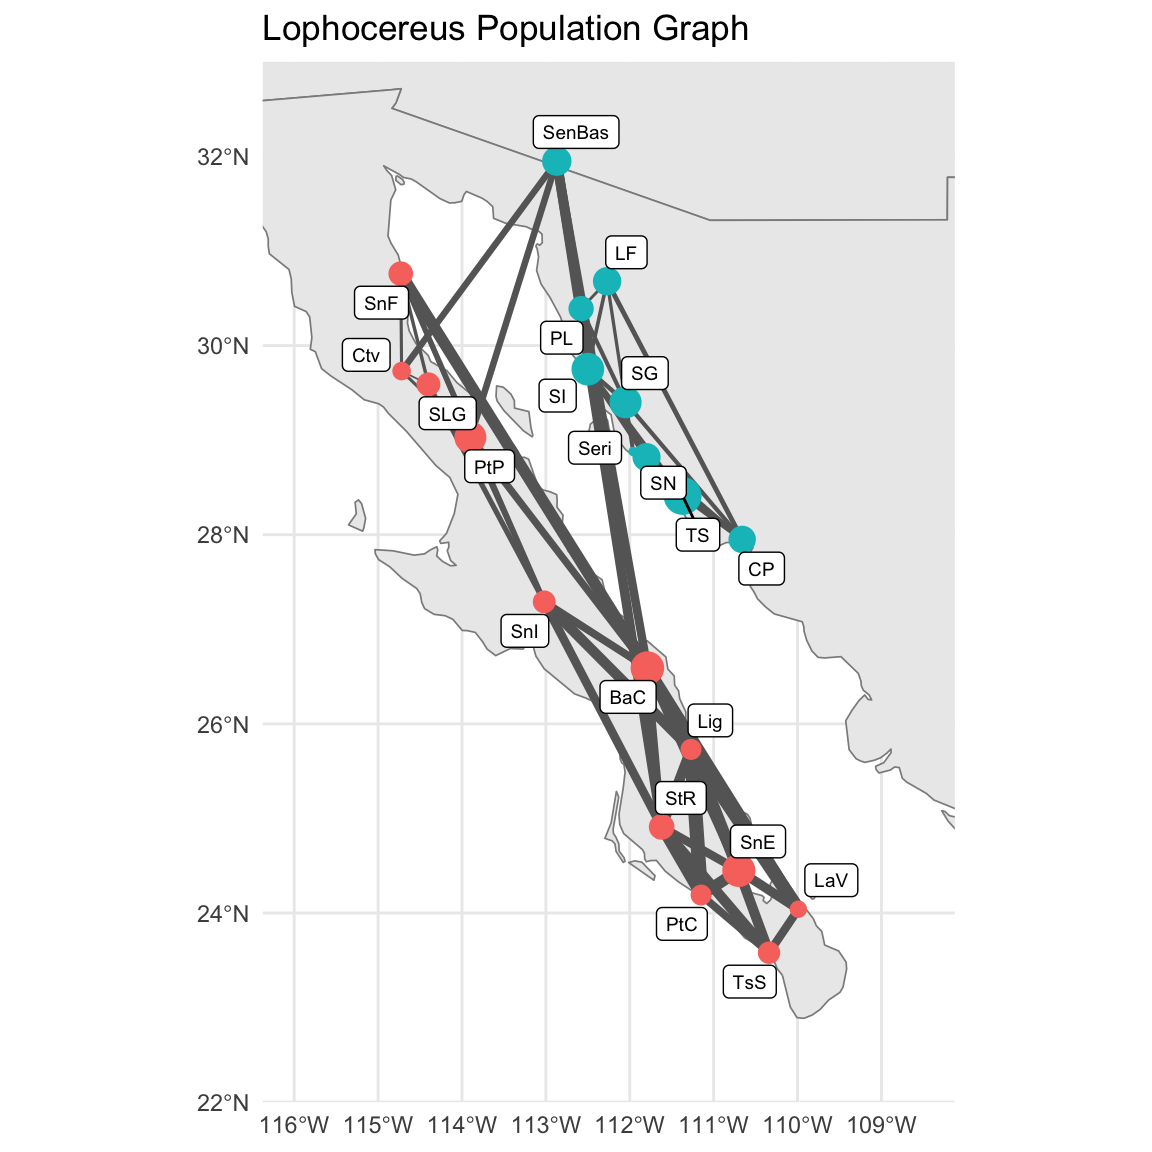 Lophocereus Population Graph
SenBas
32°N
LF
SnF
PL
30°N
Ctv
SG
SI
SLG
Seri
PtP
SN
TS
28°N
CP
SnI
BaC
Lig
26°N
StR
SnE
LaV
24°N
PtC
TsS
22°N
116°W 115°W 114°W 113°W 112°W 111°W 110°W 109°W